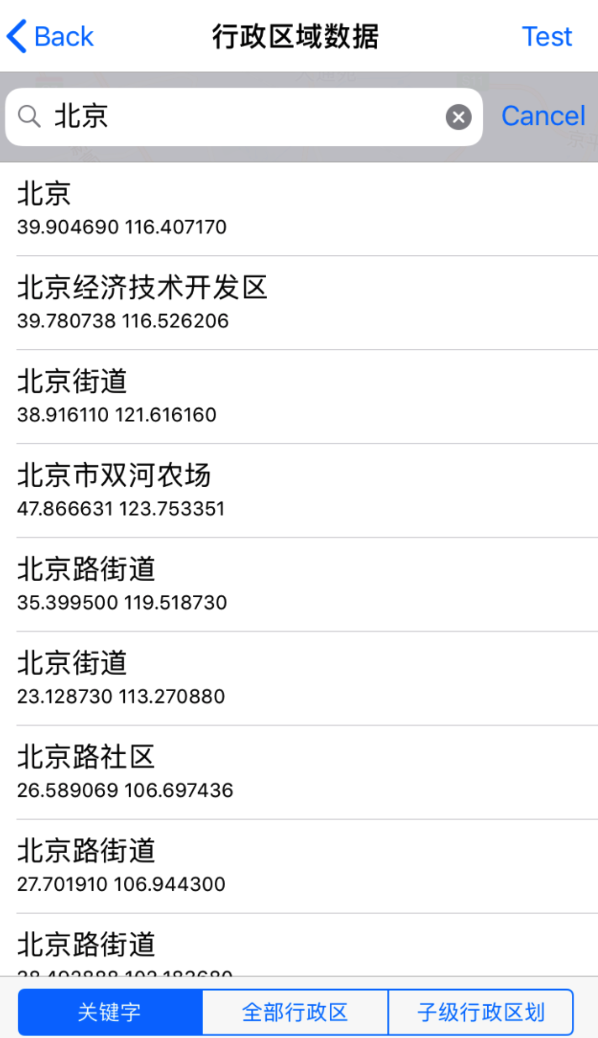 Back
行政区域数据
Test
北京
Cancel
北京
39.904690 116.407170
北京经济技术开发区
39.780738 116.526206
北京街道
38.916110 121.616160
北京市双河农场
47.866631 123.753351
北京路街道
35.399500 119.518730
北京街道
23.128730 113.270880
北京路社区
26.589069 106.697436
北京路街道
27.701910 106.944300
北京路街道
关键字
全部行政区
子级行政区划